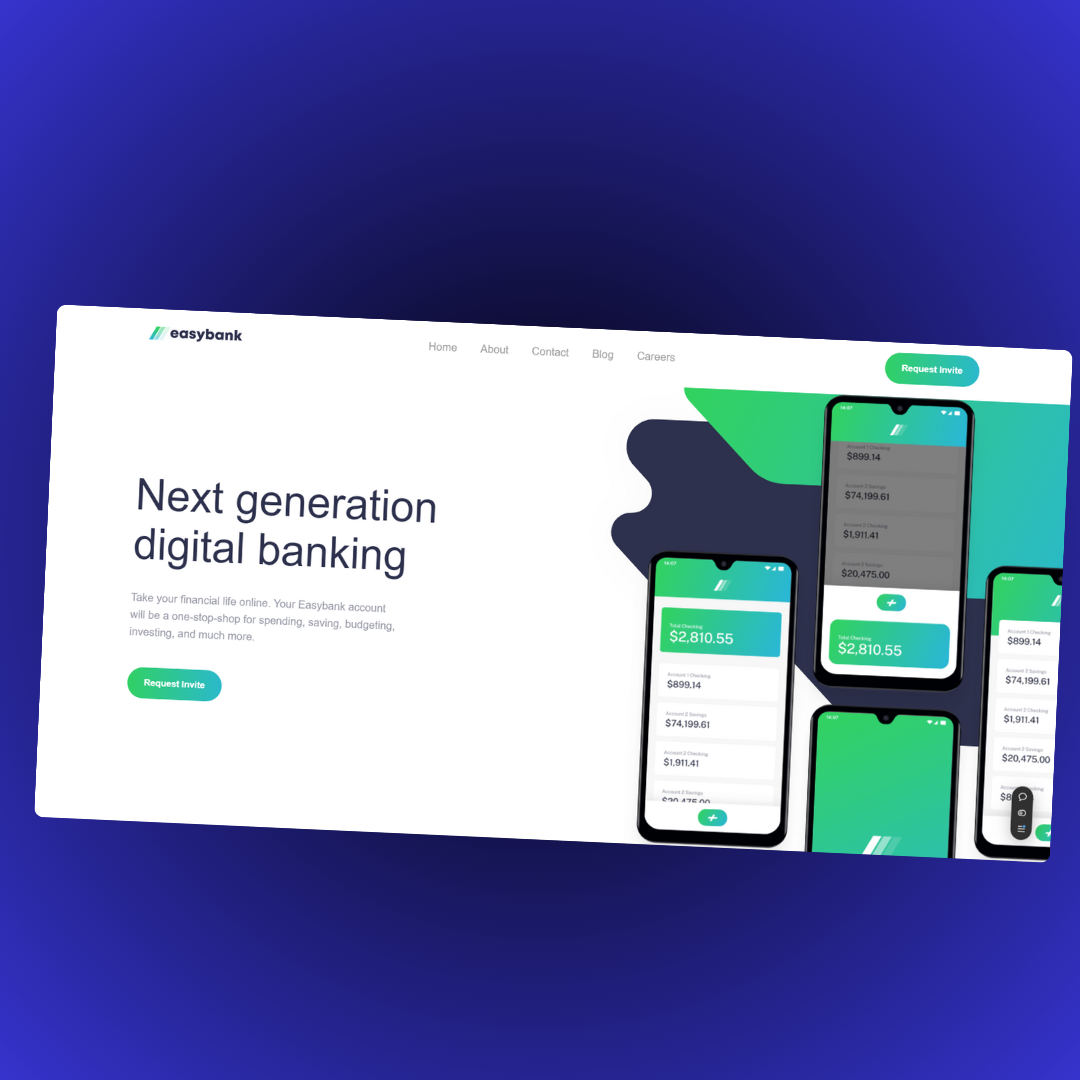 easybank
Home
About
Contact
Blog
Careers
Request Invite
Next generation
digital banking
Take your financial life online. Your Easybank account
will be a one-stop-shop for spending, saving, budgeting,
investing, and much more.
Request Invite
14:07
Account 1 Checking
$899.14
Account 2 Savings
$74,199.61
Account 2 Checking
$1,911.41
Account 2 Savings
$20,475.00
Total Checking
$2,810.55
14:07
Total Checking
$2,810.55
Account 1 Checking
$899.14
Account 2 Savings
$74,199.61
Account 2 Checking
$1,911.41
Account 2 Savings
$20,475.00
14:07
14:07
Account 1 Checking
$899.14
Account 2 Savings
$74,199.61
Account 2 Checking
$1,911.41
Account 2 Savings
$20,475.00